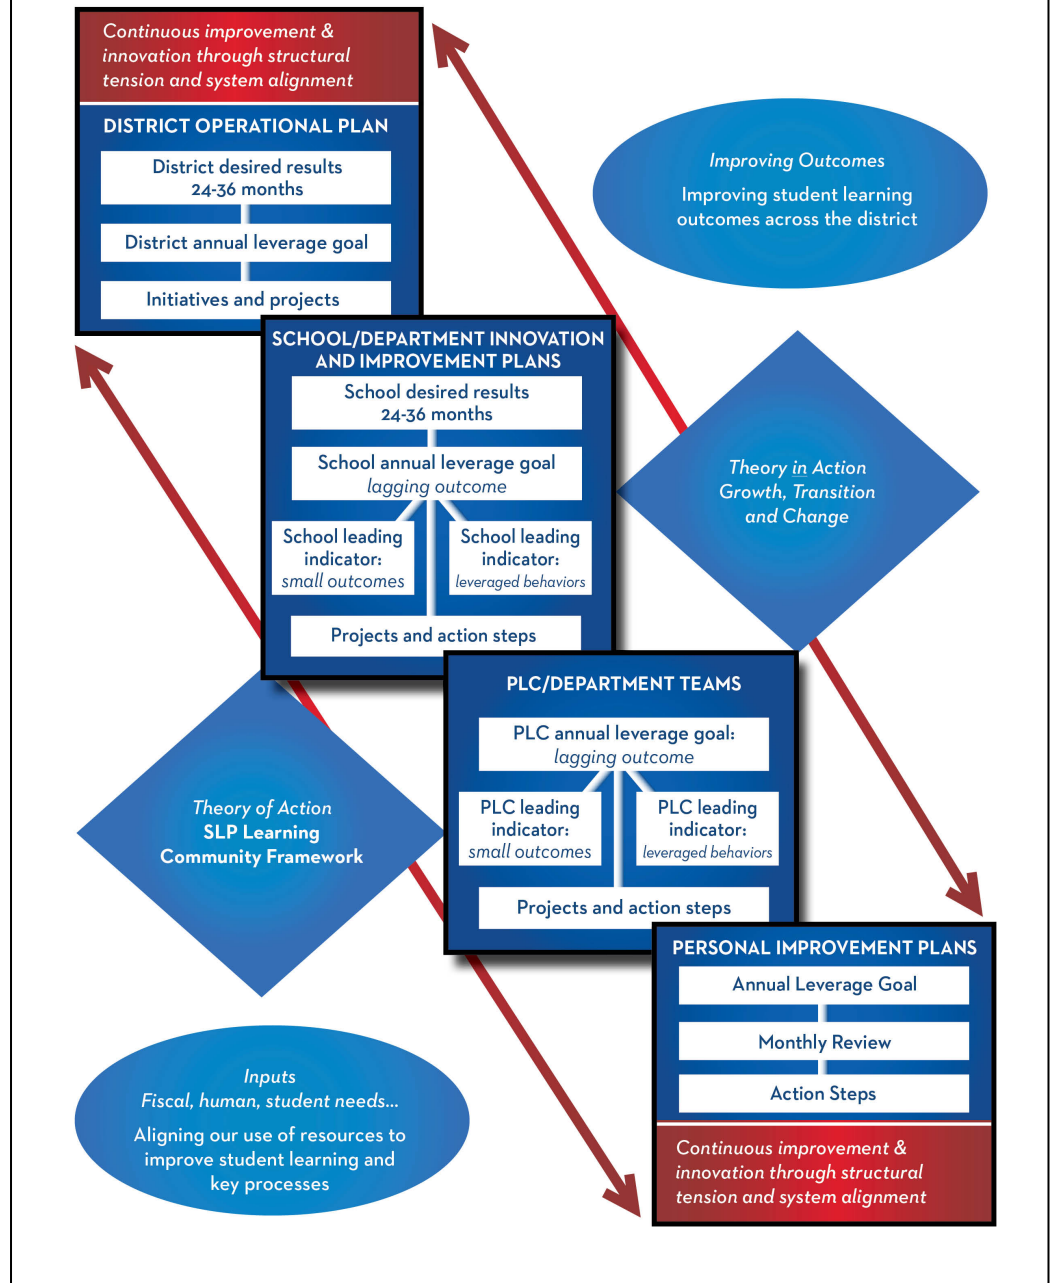 Continuous improvement &
innovation through structural
tension and system alignment
DISTRICT OPERATIONAL PLAN
District desired results
24-36 months
District annual leverage goal
Initiatives and projects
Improving Outcomes
Improving student learning
outcomes across the district
SCHOOL/DEPARTMENT INNOVATION
AND IMPROVEMENT PLANS
School desired results
24-36 months
School annual leverage goal
lagging outcome
School leading
indicator:
small outcomes
School leading
indicator:
leveraged behaviors
Projects and action steps
Theory in Action
Growth, Transition
and Change
PLC/DEPARTMENT TEAMS
PLC annual leverage goal:
lagging outcome
PLC leading
indicator:
small outcomes
PLC leading
indicator:
leveraged behaviors
Projects and action steps
Theory of Action
SLP Learning
Community Framework
PERSONAL IMPROVEMENT PLANS
Annual Leverage Goal
Monthly Review
Action Steps
Continuous improvement &
innovation through structural
tension and system alignment
Inputs
Fiscal, human, student needs...
Aligning our use of resources to
improve student learning and
key processes